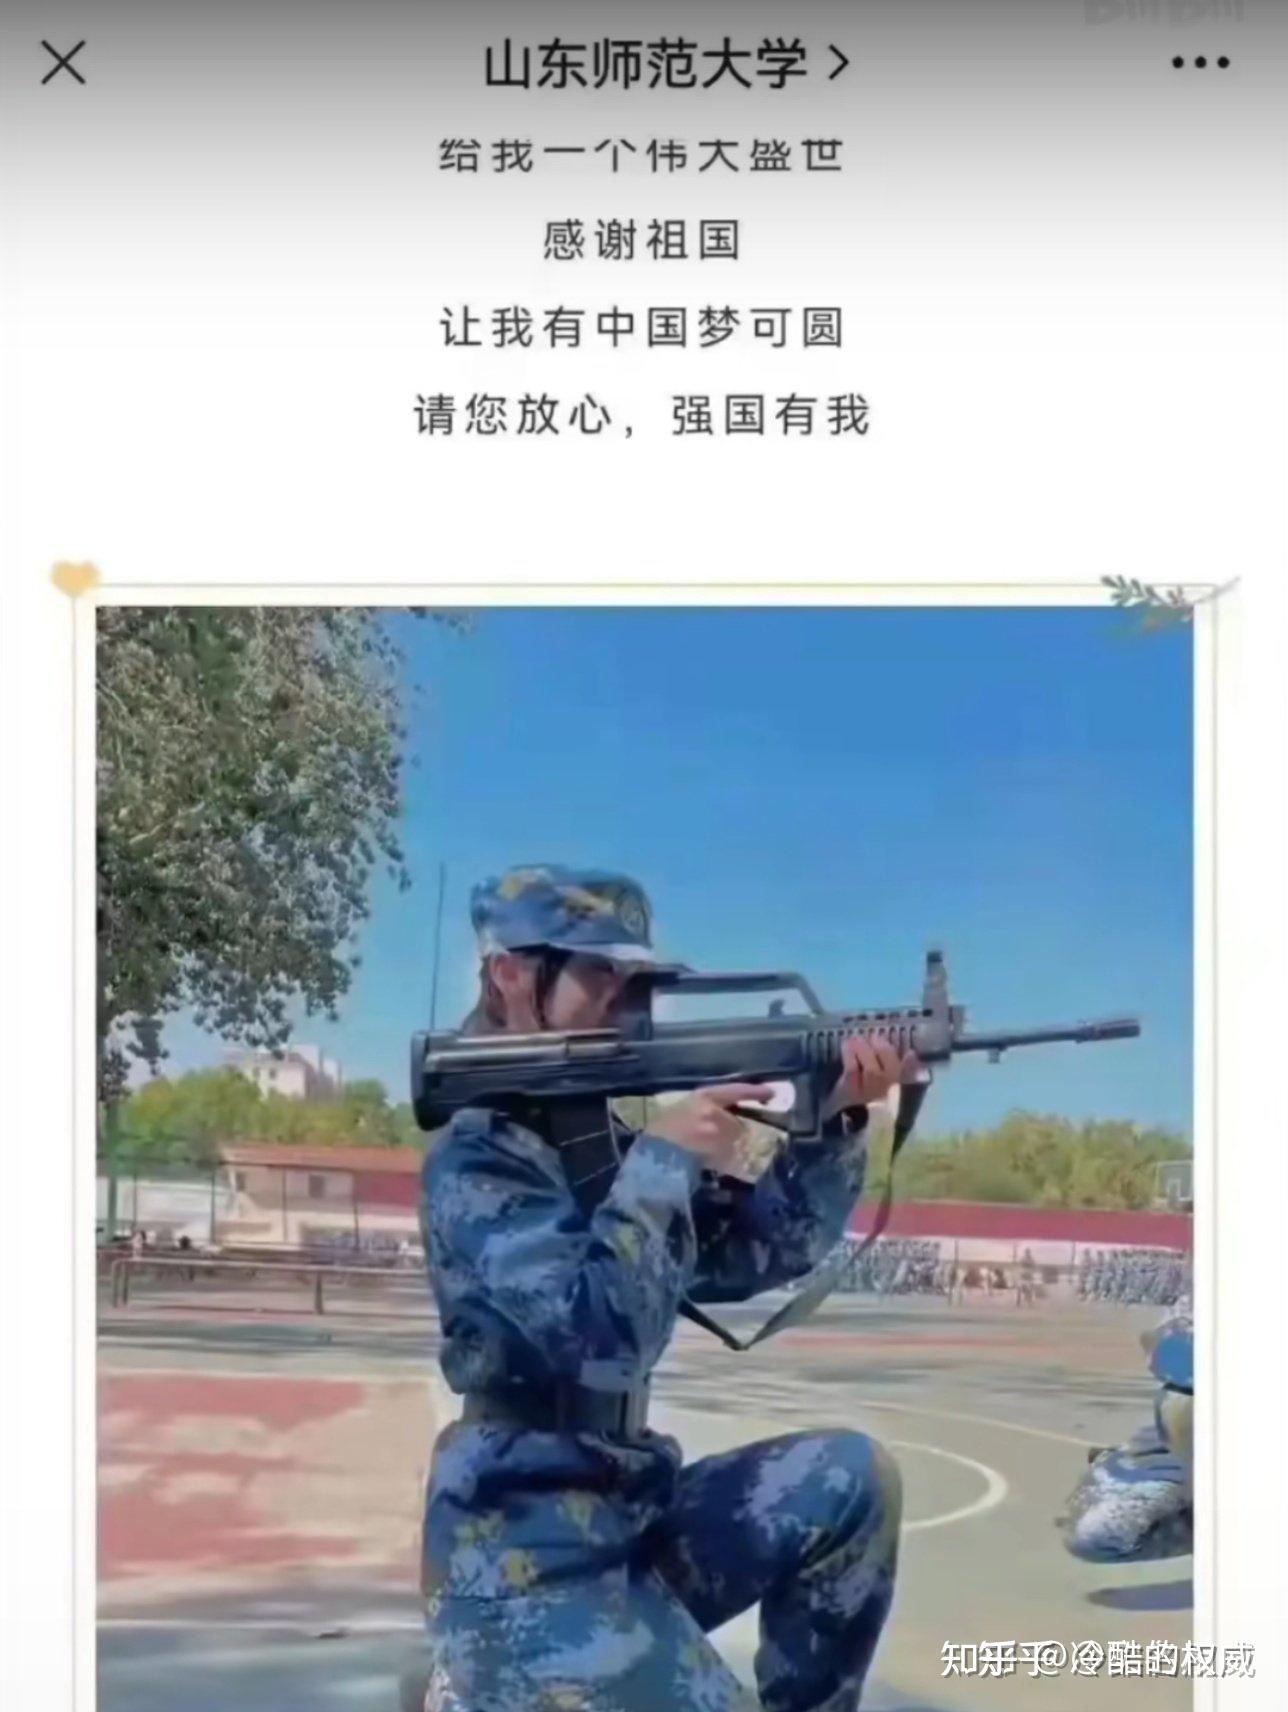 山东师范大学
给我一个伟大盛世
感谢祖国
让我有中国梦可圆
请您放心，强国有我
知乎 @冷酷的权威